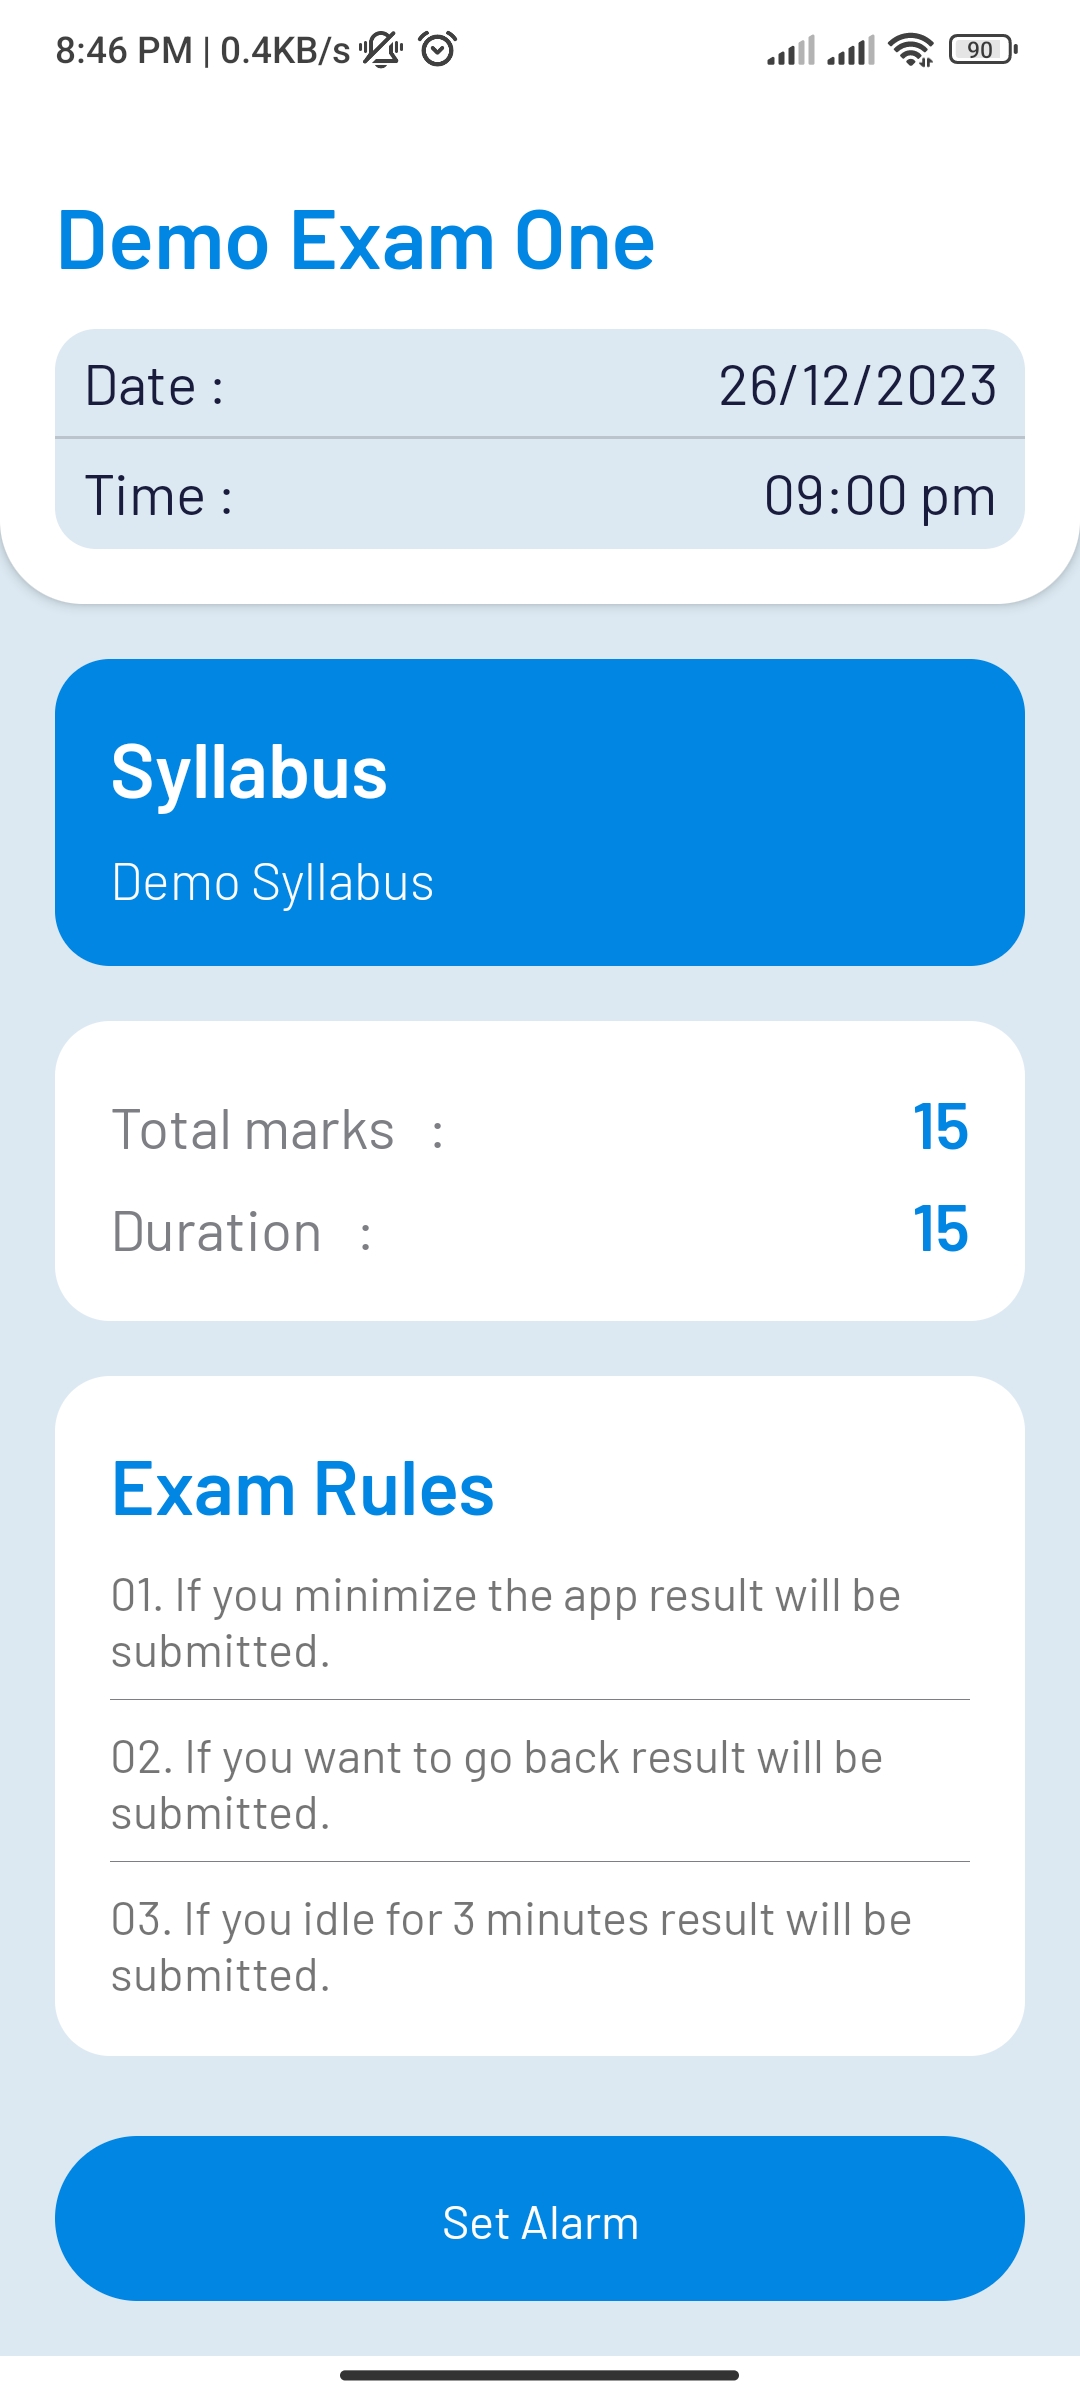 8:46 PM | 0.4KB/s
90
Demo Exam One
Date : 26/12/2023
Time : 09:00 pm
Syllabus
Demo Syllabus
Total marks : 15
Duration : 15
Exam Rules
01. If you minimize the app result will be
submitted.
02. If you want to go back result will be
submitted.
03. If you idle for 3 minutes result will be
submitted.
Set Alarm